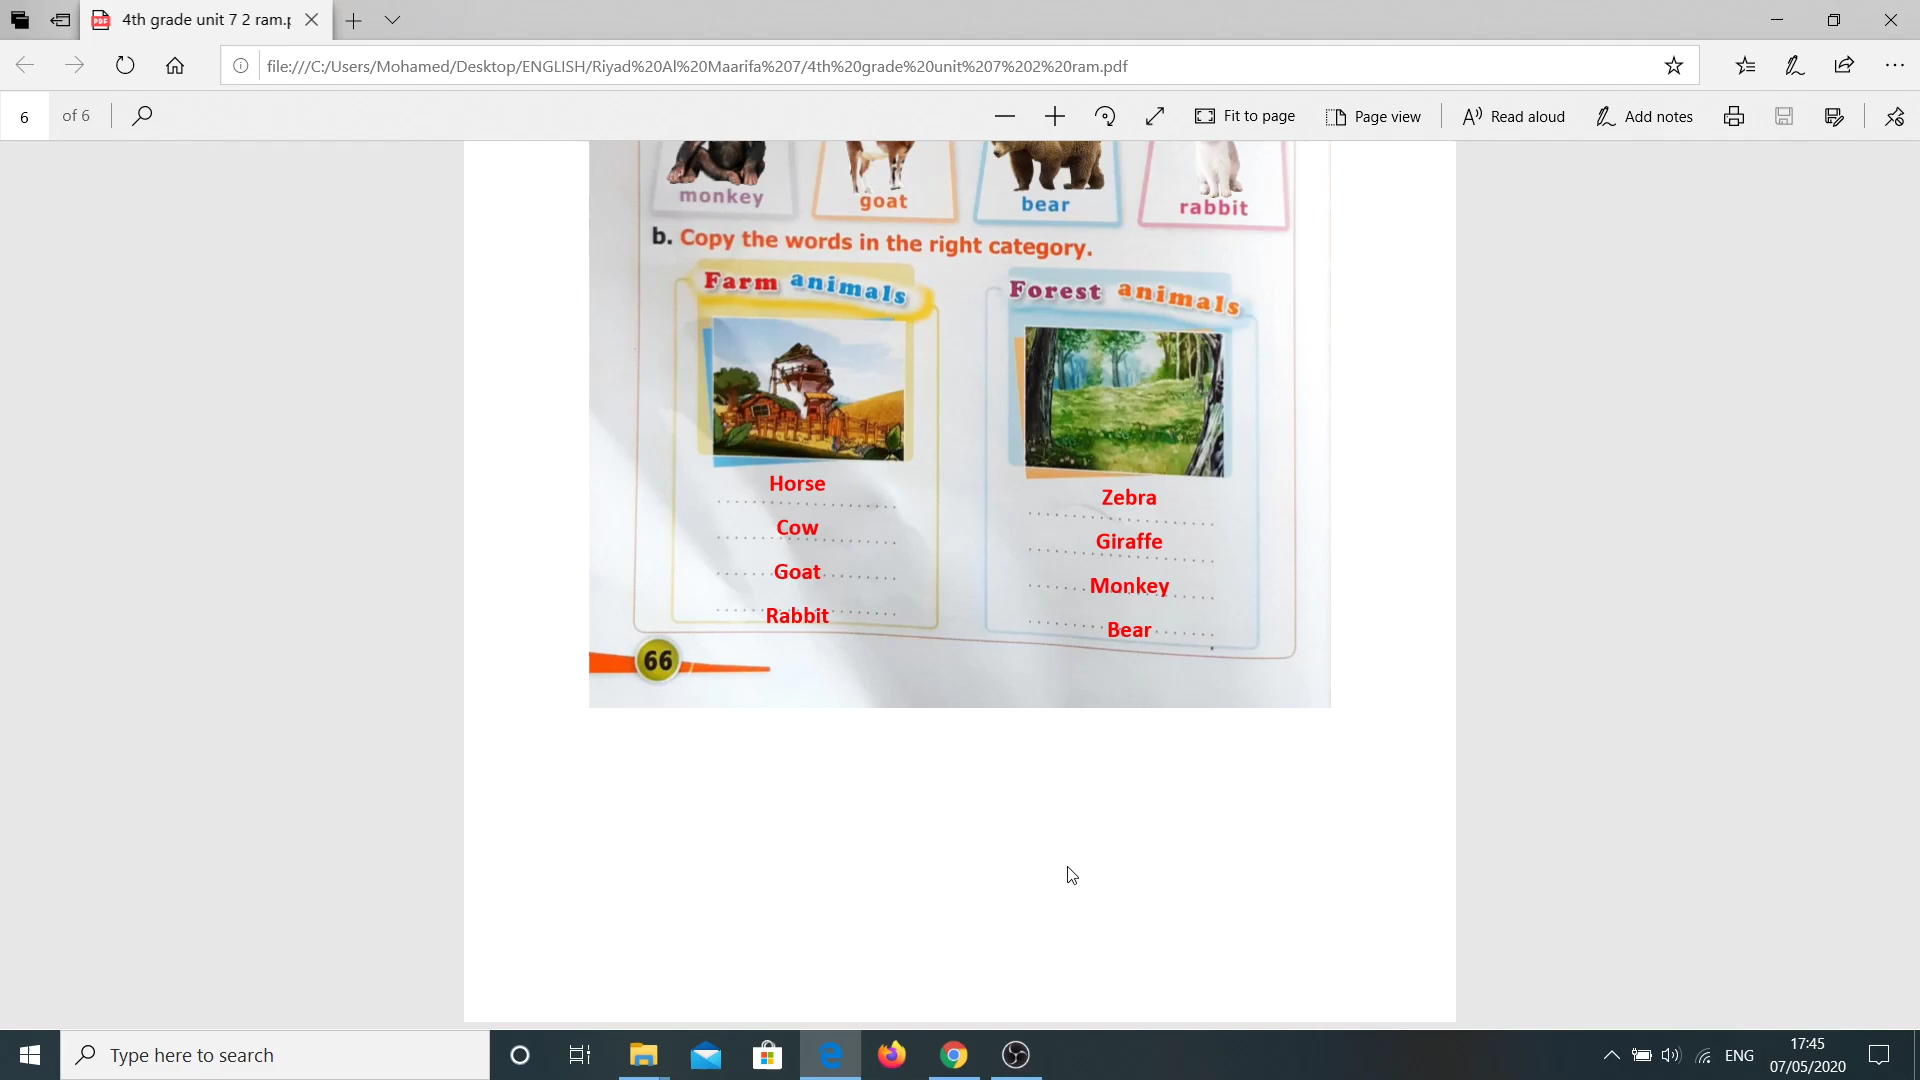 4th grade unit 7 2 ram.p
file:///C:/Users/Mohamed/Desktop/ENGLISH/Riyad%20Al%20Maarifa%207/4th%20grade%20unit%207%202%20ram.pdf
6 of 6
Fit to page
Page view
Read aloud
Add notes
monkey goat bear rabbit
b. Copy the words in the right category.
Farm animals
Horse
Cow
Goat
Rabbit
Forest animals
Zebra
Giraffe
Monkey
Bear
66
Type here to search
ENG
17:45
07/05/2020